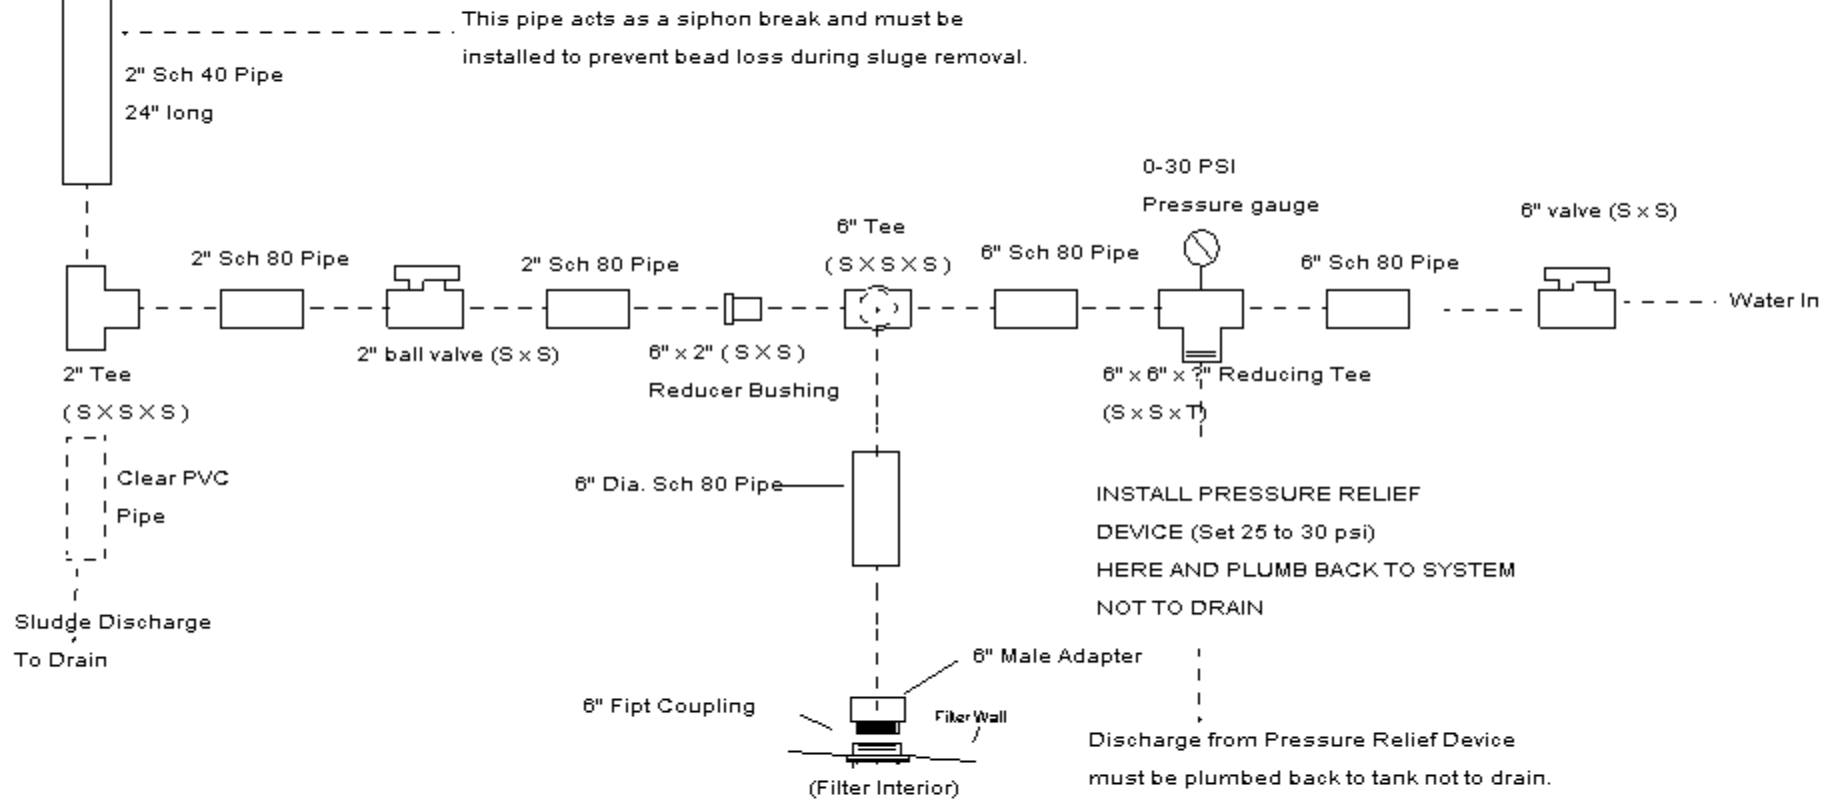 This pipe acts as a siphon break and must be
installed to prevent bead loss during sluge removal.
2" Sch 40 Pipe
24" long
0-30 PSI
Pressure gauge
6" valve (S x S)
6" Tee
(S X S X S)
2" Sch 80 Pipe
2" Sch 80 Pipe
6" Sch 80 Pipe
6" Sch 80 Pipe
Water In
2" ball valve (S x S)
6" x 2" (S X S)
Reducer Bushing
2" Tee
(S X S X S)
6" x 6" x ?" Reducing Tee
(S x S x T)
Clear PVC
Pipe
6" Dia. Sch 80 Pipe
INSTALL PRESSURE RELIEF
DEVICE (Set 25 to 30 psi)
HERE AND PLUMB BACK TO SYSTEM
NOT TO DRAIN
Sludge Discharge
To Drain
6" Male Adapter
6" Fipt Coupling
Filter Wall
Discharge from Pressure Relief Device
must be plumbed back to tank not to drain.
(Filter Interior)